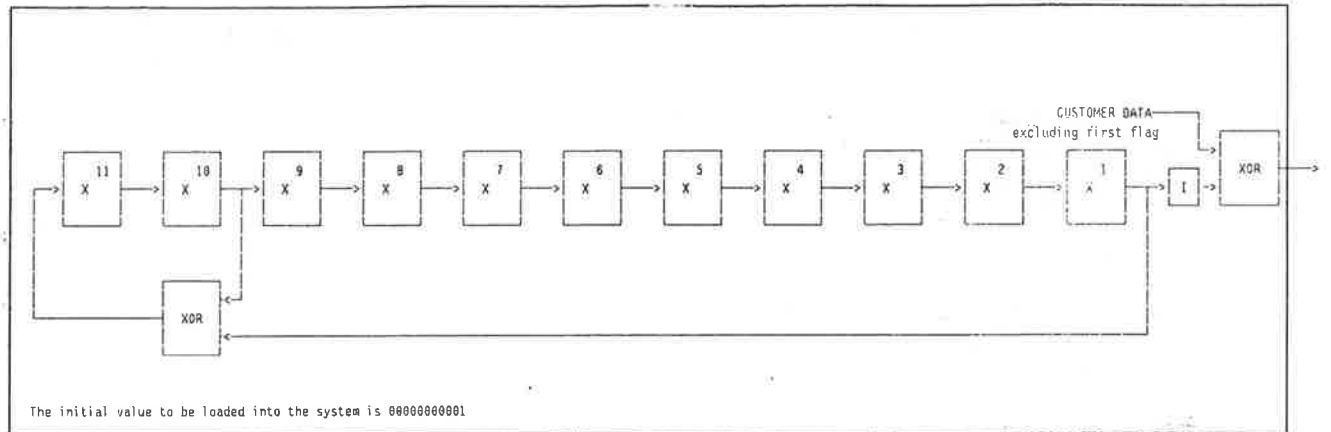 CUSTOMER DATA
excluding first flag
X 11
X 10
X 9
X 8
X 7
X 6
X 5
X 4
X 3
X 2
X 1
I
XOR
XOR
The initial value to be loaded into the system is 00000000001